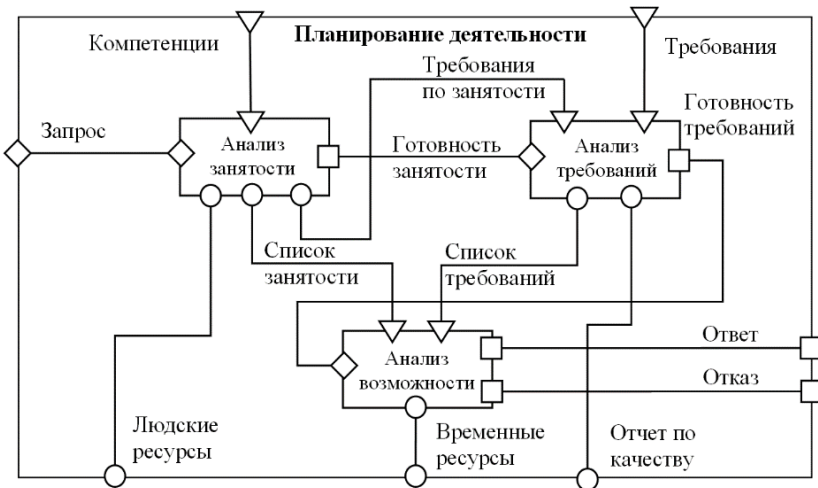 Планирование деятельности
Компетенции
Требования
по занятости
Требования
Готовность
требований
Запрос
Анализ
занятости
Готовность
занятости
Анализ
требований
Список
занятости
Список
требований
Анализ
возможности
Ответ
Отказ
Людские
ресурсы
Временные
ресурсы
Отчет по
качеству